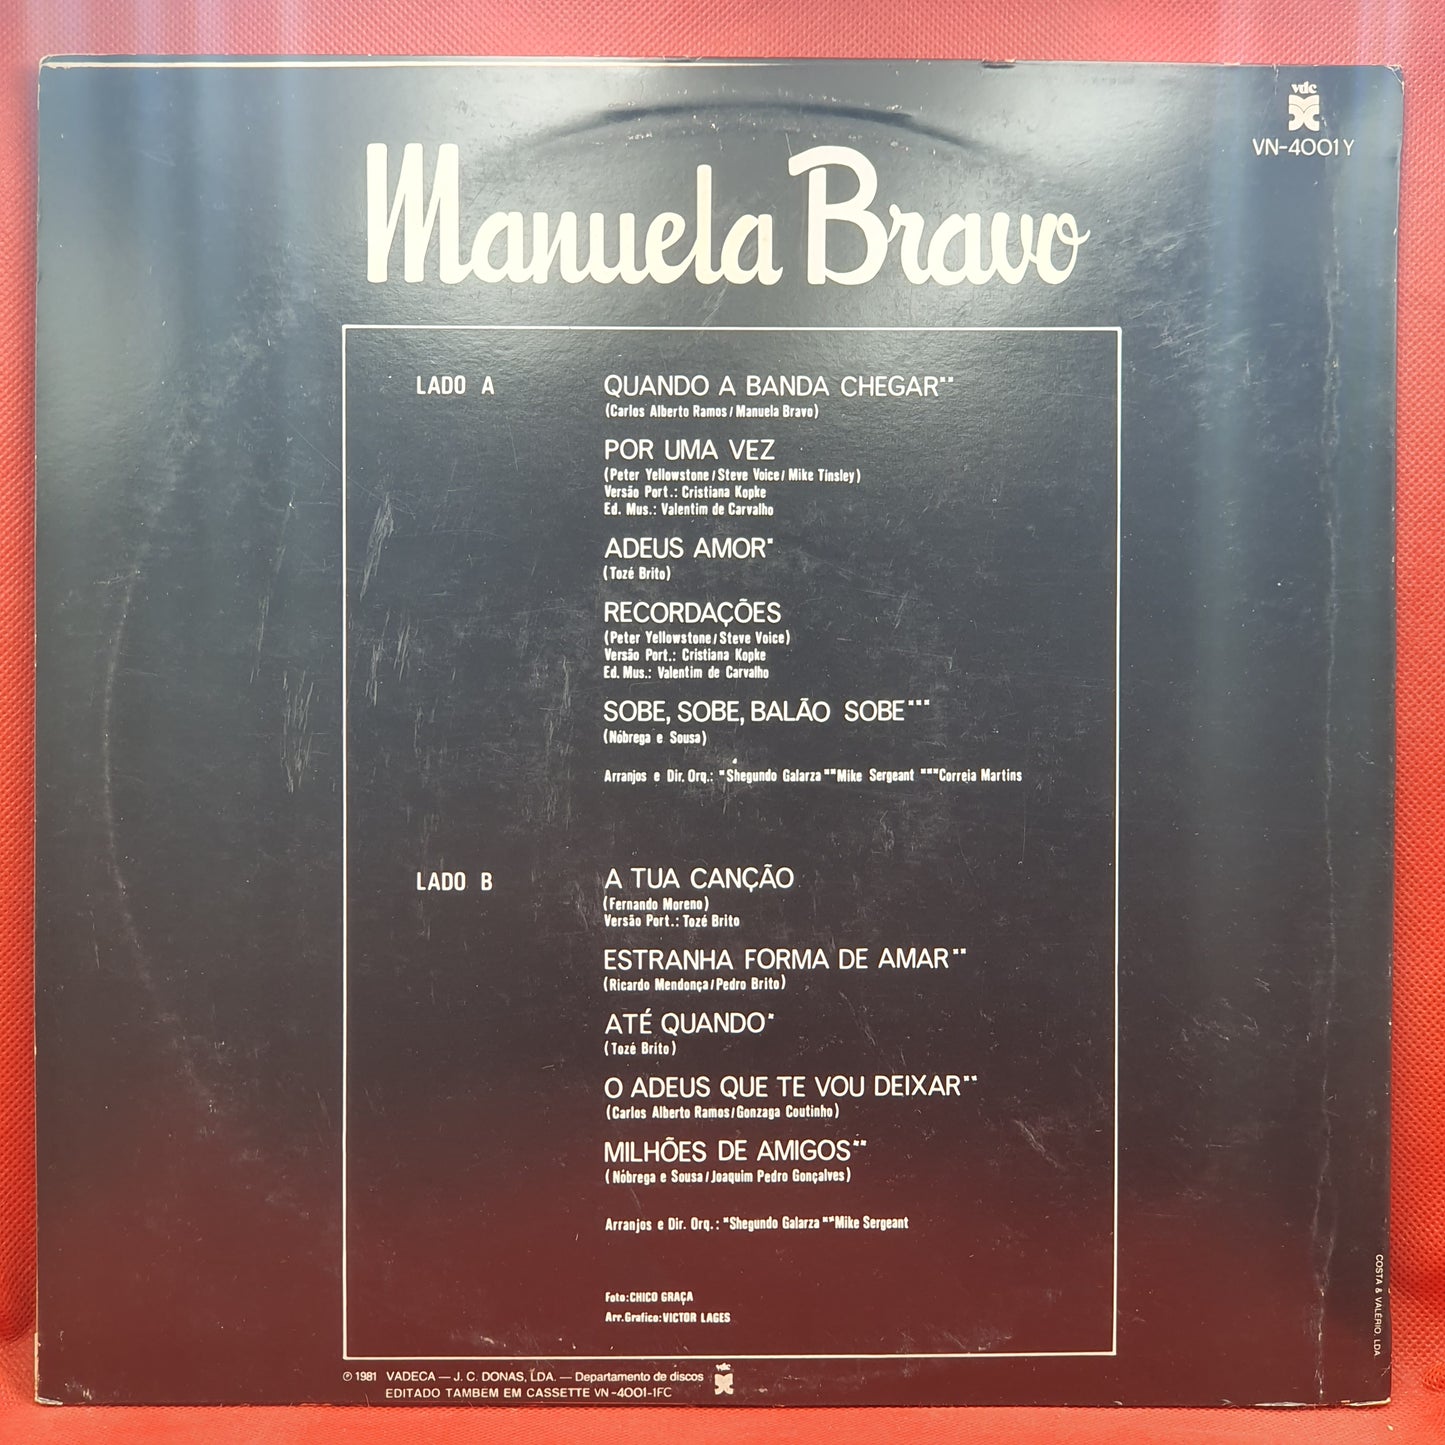 vdc
VN-4001Y
Manuela Bravo
LADO A
QUANDO A BANDA CHEGAR**
(Carlos Alberto Ramos/Manuela Bravo)
POR UMA VEZ
(Peter Yellowstone/Steve Voice/Mike Tinsley)
Versão Port.: Cristiana Kopke
Ed. Mus.: Valentim de Carvalho
ADEUS AMOR*
(Tozé Brito)
RECORDAÇÕES
(Peter Yellowstone/Steve Voice)
Versão Port.: Cristiana Kopke
Ed. Mus.: Valentim de Carvalho
SOBE, SOBE, BALÃO SOBE***
(Nóbrega e Sousa)
Arranjos e Dir. Orq.: *Shegundo Galarza **Mike Sergeant ***Correia Martins
LADO B
A TUA CANÇÃO
(Fernando Moreno)
Versão Port.: Tozé Brito
ESTRANHA FORMA DE AMAR**
(Ricardo Mendonça/Pedro Brito)
ATÉ QUANDO*
(Tozé Brito)
O ADEUS QUE TE VOU DEIXAR**
(Carlos Alberto Ramos/Gonzaga Coutinho)
MILHÕES DE AMIGOS**
(Nóbrega e Sousa/Joaquim Pedro Gonçalves)
Arranjos e Dir. Orq.: *Shegundo Galarza **Mike Sergeant
Foto:CHICO GRAÇA
Arr.Grafico:VICTOR LAGES
COSTA & VALÉRIO, LDA
℗ 1981 VADECA — J. C. DONAS, LDA. — Departamento de discos
vdc
EDITADO TAMBEM EM CASSETTE VN-4001-1FC